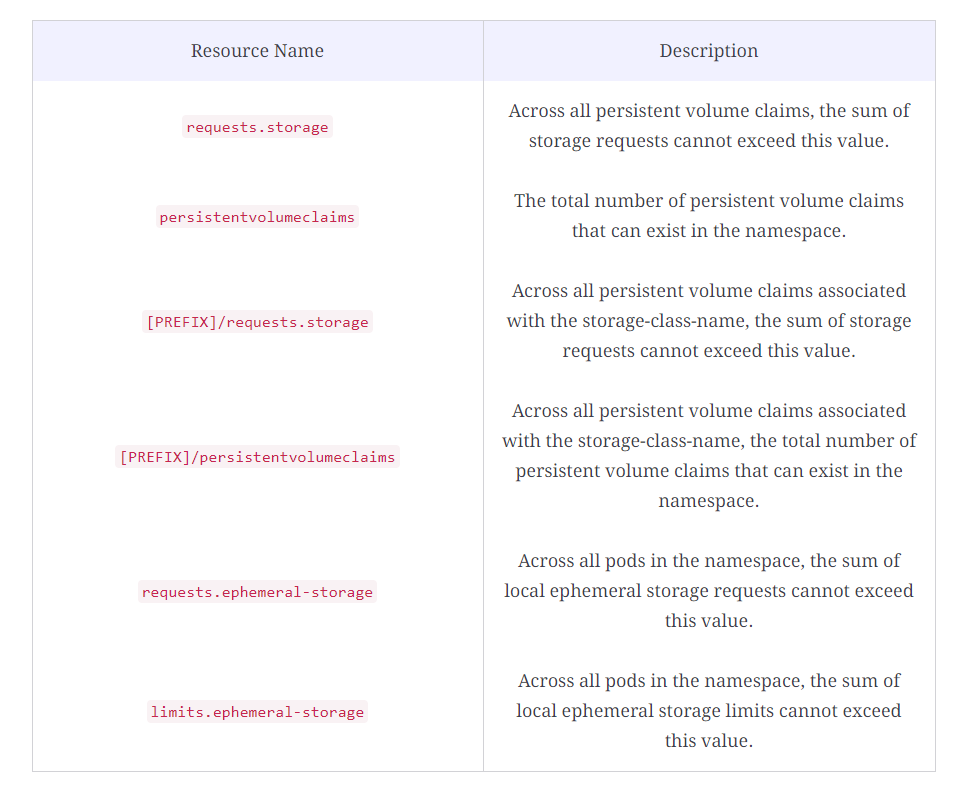 Resource Name
Description
requests.storage
Across all persistent volume claims, the sum of
storage requests cannot exceed this value.
persistentvolumeclaims
The total number of persistent volume claims
that can exist in the namespace.
[PREFIX]/requests.storage
Across all persistent volume claims associated
with the storage-class-name, the sum of storage
requests cannot exceed this value.
[PREFIX]/persistentvolumeclaims
Across all persistent volume claims associated
with the storage-class-name, the total number of
persistent volume claims that can exist in the
namespace.
requests.ephemeral-storage
Across all pods in the namespace, the sum of
local ephemeral storage requests cannot exceed
this value.
limits.ephemeral-storage
Across all pods in the namespace, the sum of
local ephemeral storage limits cannot exceed
this value.